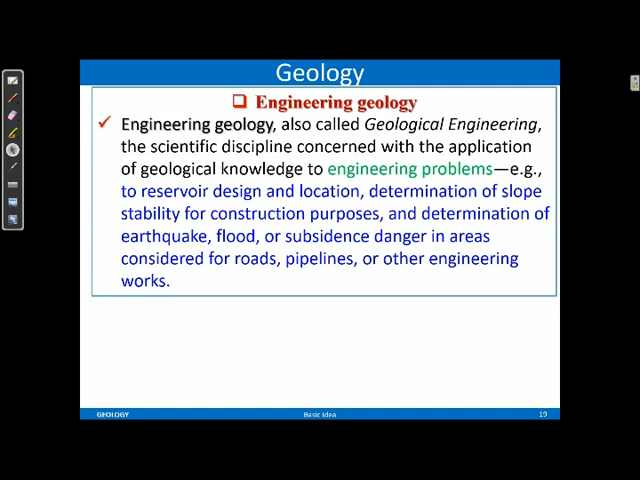 Geology
Engineering geology
Engineering geology, also called Geological Engineering,
the scientific discipline concerned with the application
of geological knowledge to engineering problems—e.g.,
to reservoir design and location, determination of slope
stability for construction purposes, and determination of
earthquake, flood, or subsidence danger in areas
considered for roads, pipelines, or other engineering
works.
GEOLOGY Basic Idea 19